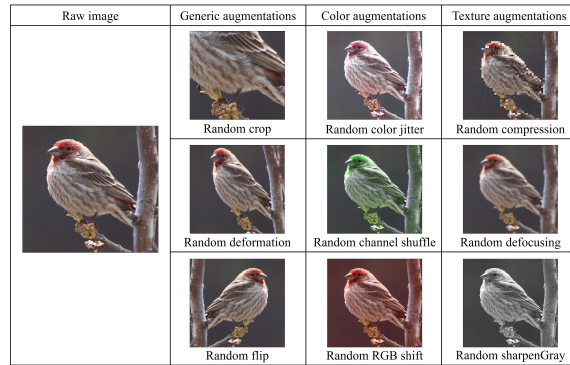 Raw image
Generic augmentations
Color augmentations
Texture augmentations
Random crop
Random color jitter
Random compression
Random deformation
Random channel shuffle
Random defocusing
Random flip
Random RGB shift
Random sharpenGray